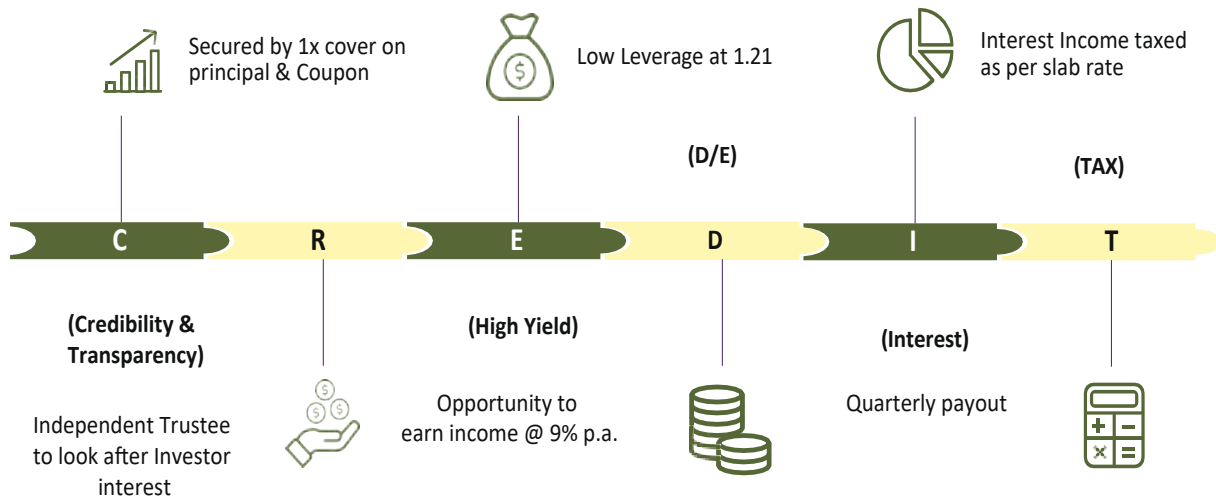 Secured by 1x cover on
principal & Coupon
Low Leverage at 1.21
Interest Income taxed
as per slab rate
(D/E)
(TAX)
C
R
E
D
I
T
(Credibility &
Transparency)
(High Yield)
(Interest)
Independent Trustee
to look after Investor
interest
Opportunity to
earn income @ 9% p.a.
Quarterly payout